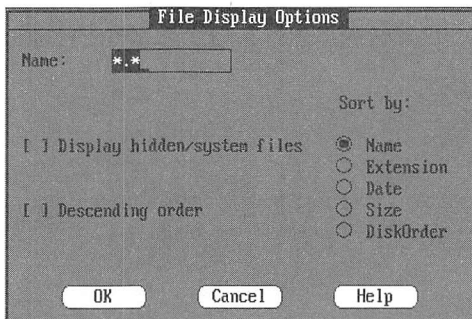 File Display Options
Name: *.*_
Sort by:
[ ] Display hidden/system files
Name
Extension
Date
[ ] Descending order
Size
DiskOrder
OK Cancel Help